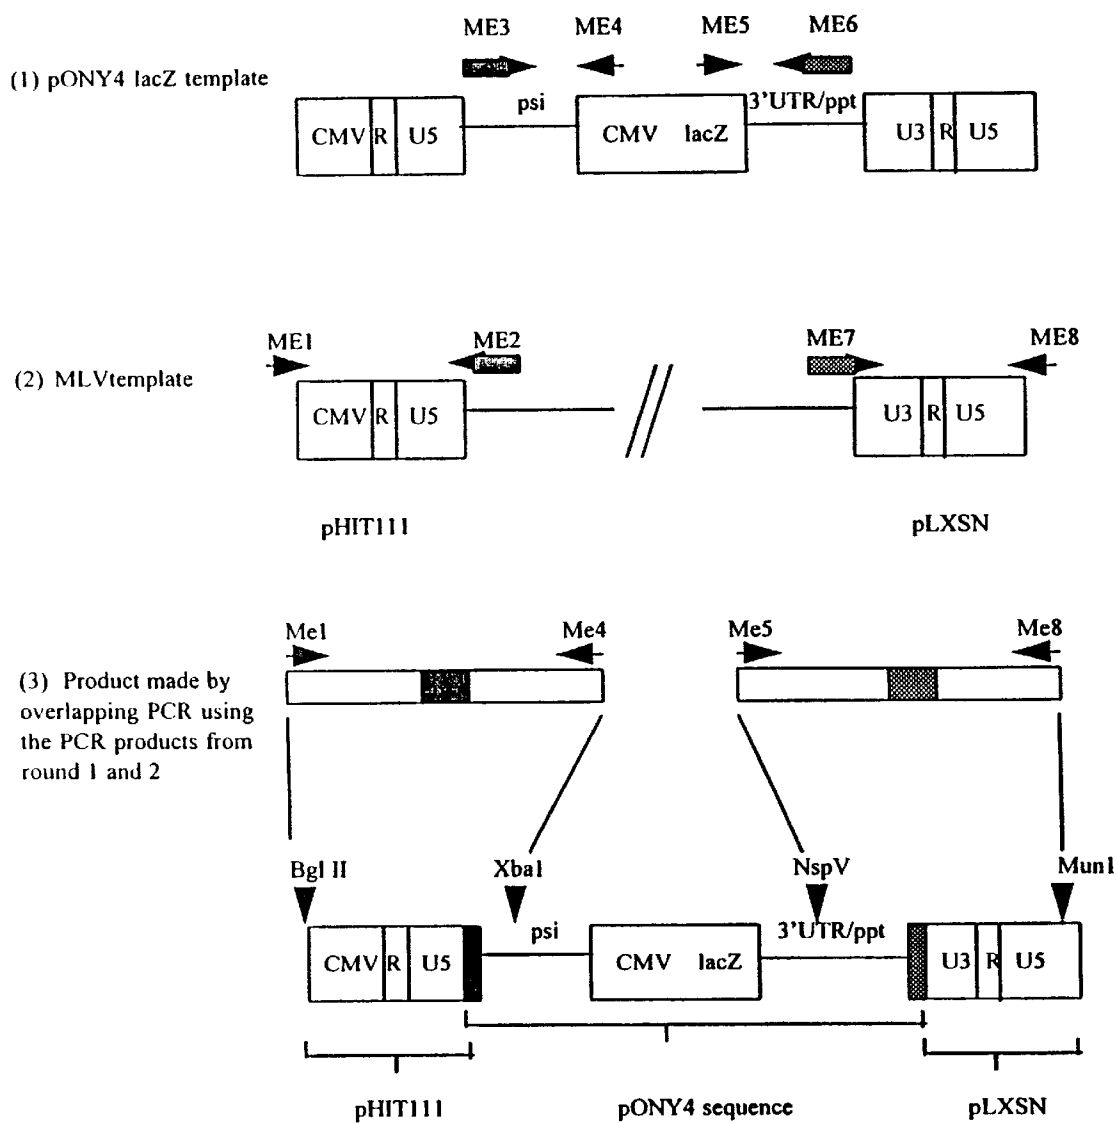 ME3 ME4 ME5 ME6
(1) pONY4 lacZ template
psi 3'UTR/ppt
CMV R U5 CMV lacZ U3 R U5
ME1 ME2 ME7 ME8
(2) MLVtemplate
CMV R U5 U3 R U5
pHIT111 pLXSN
Me1 Me4 Me5 Me8
(3) Product made by
overlapping PCR using
the PCR products from
round 1 and 2
Bgl II Xba1 NspV Mun1
psi 3'UTR/ppt
CMV R U5 CMV lacZ U3 R U5
pHIT111 pONY4 sequence pLXSN